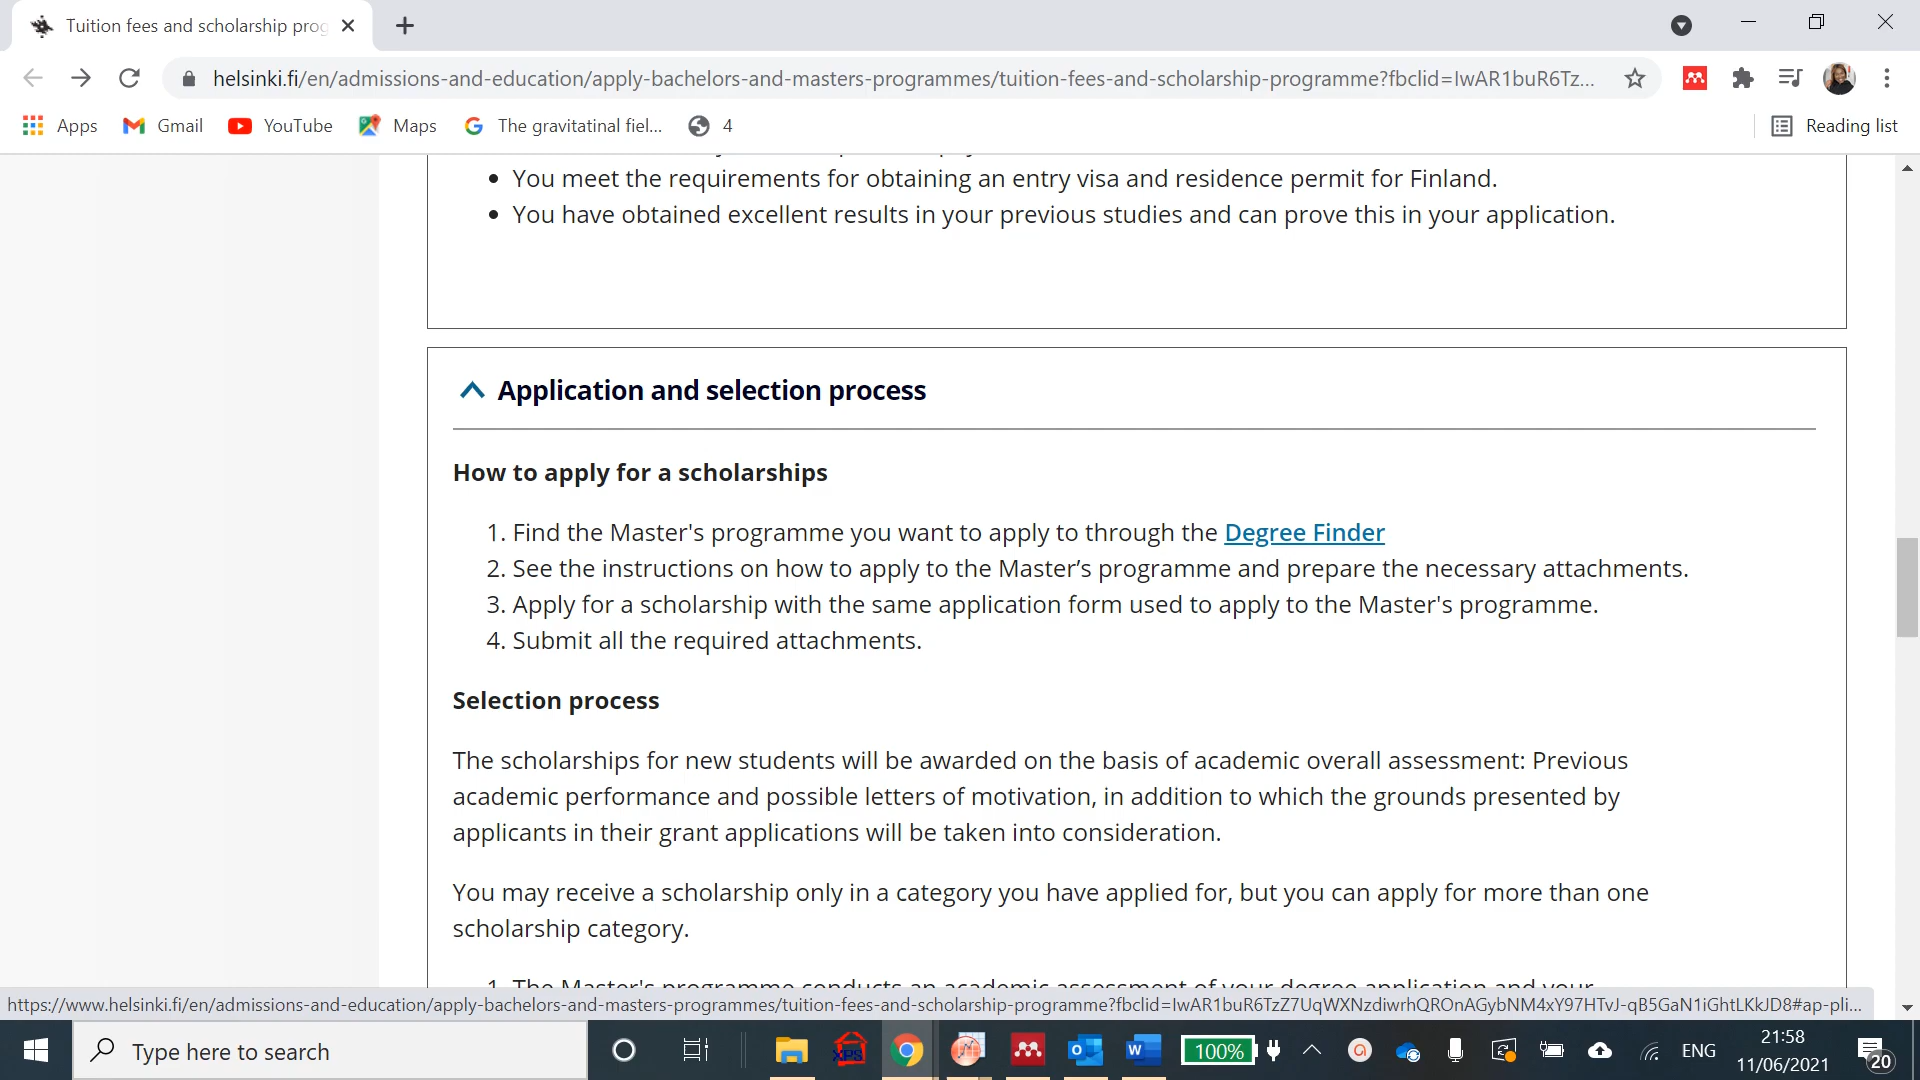 Tuition fees and scholarship prog
helsinki.fi/en/admissions-and-education/apply-bachelors-and-masters-programmes/tuition-fees-and-scholarship-programme?fbclid=IwAR1buR6Tz...
Apps Gmail YouTube Maps The gravitatinal fiel... 4 Reading list
• You meet the requirements for obtaining an entry visa and residence permit for Finland.
• You have obtained excellent results in your previous studies and can prove this in your application.
Application and selection process
How to apply for a scholarships
1. Find the Master's programme you want to apply to through the Degree Finder
2. See the instructions on how to apply to the Master’s programme and prepare the necessary attachments.
3. Apply for a scholarship with the same application form used to apply to the Master's programme.
4. Submit all the required attachments.
Selection process
The scholarships for new students will be awarded on the basis of academic overall assessment: Previous
academic performance and possible letters of motivation, in addition to which the grounds presented by
applicants in their grant applications will be taken into consideration.
You may receive a scholarship only in a category you have applied for, but you can apply for more than one
scholarship category.
1. The Master's programme conducts an academic assessment of your degree application and your
https://www.helsinki.fi/en/admissions-and-education/apply-bachelors-and-masters-programmes/tuition-fees-and-scholarship-programme?fbclid=IwAR1buR6TzZ7UqWXNzdiwrhQROnAGybNM4xY97HTvJ-qB5GaN1iGhtLKkJD8#ap-pli...
Type here to search
XPS
100%
ENG
21:58
11/06/2021
20